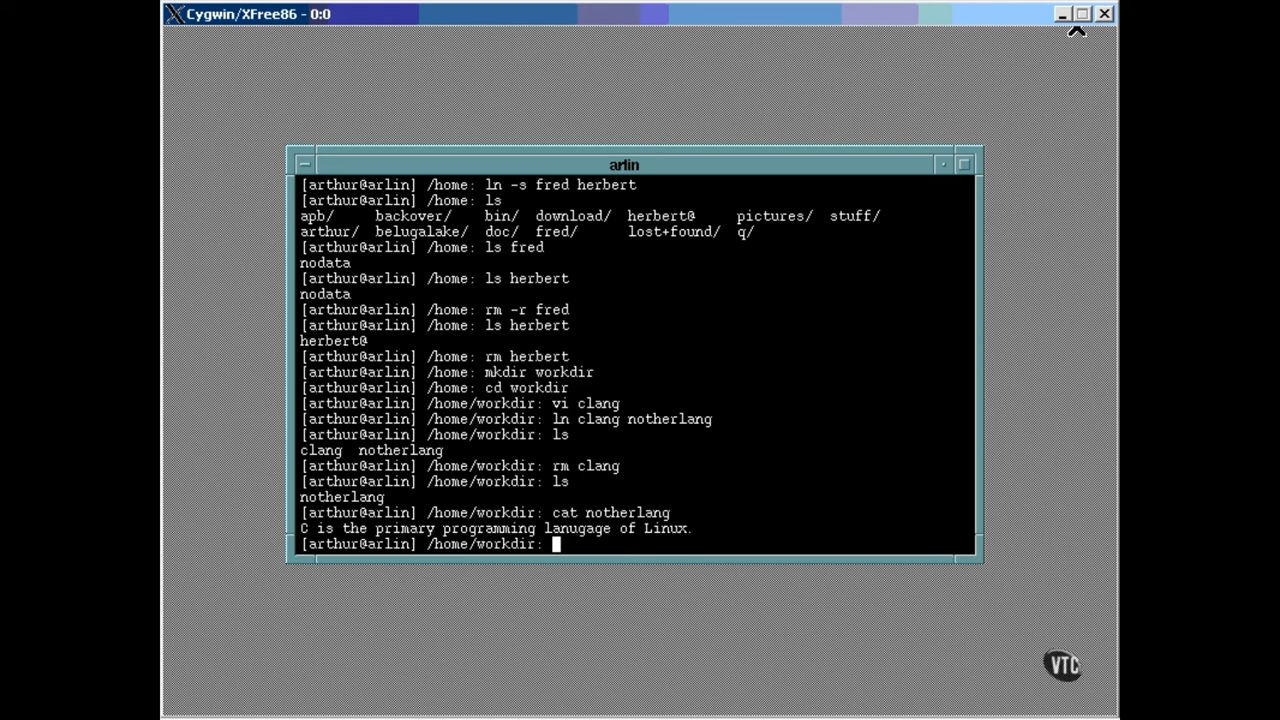 Cygwin/XFree86 - 0:0
arlin
[arthur@arlin] /home: ln -s fred herbert
[arthur@arlin] /home: ls
apb/ backover/ bin/ download/ herbert@ pictures/ stuff/
arthur/ belugalake/ doc/ fred/ lost+found/ q/
[arthur@arlin] /home: ls fred
nodata
[arthur@arlin] /home: ls herbert
nodata
[arthur@arlin] /home: rm -r fred
[arthur@arlin] /home: ls herbert
herbert@
[arthur@arlin] /home: rm herbert
[arthur@arlin] /home: mkdir workdir
[arthur@arlin] /home: cd workdir
[arthur@arlin] /home/workdir: vi clang
[arthur@arlin] /home/workdir: ln clang notherlang
[arthur@arlin] /home/workdir: ls
clang notherlang
[arthur@arlin] /home/workdir: rm clang
[arthur@arlin] /home/workdir: ls
notherlang
[arthur@arlin] /home/workdir: cat notherlang
C is the primary programming lanugage of Linux.
[arthur@arlin] /home/workdir:
VTC